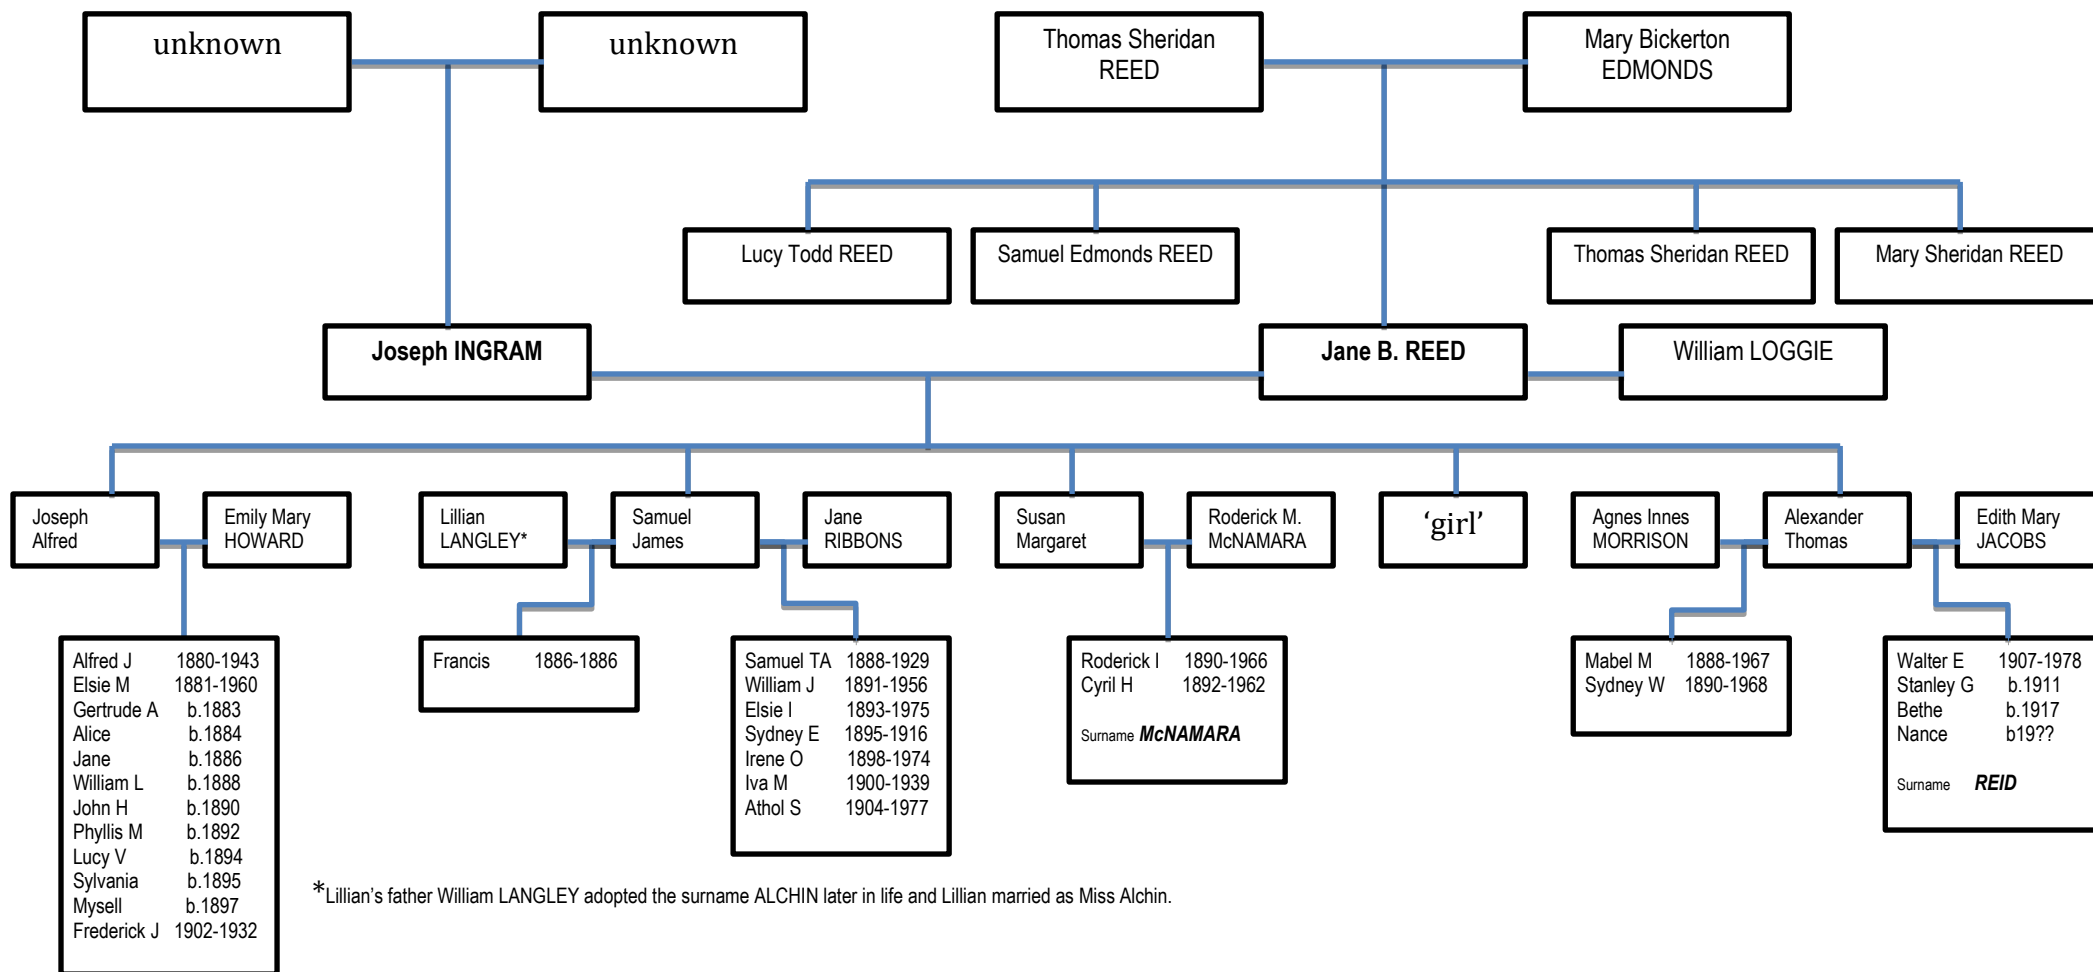 unknown
unknown
Thomas Sheridan
REED
Mary Bickerton
EDMONDS
Lucy Todd REED
Samuel Edmonds REED
Thomas Sheridan REED
Mary Sheridan REED
Joseph INGRAM
Jane B. REED
William LOGGIE
Joseph
Alfred
Emily Mary
HOWARD
Lillian
LANGLEY*
Samuel
James
Jane
RIBBONS
Susan
Margaret
Roderick M.
McNAMARA
‘girl’
Agnes Innes
MORRISON
Alexander
Thomas
Edith Mary
JACOBS
Alfred J 1880-1943
Elsie M 1881-1960
Gertrude A b.1883
Alice b.1884
Jane b.1886
William L b.1888
John H b.1890
Phyllis M b.1892
Lucy V b.1894
Sylvania b.1895
Mysell b.1897
Frederick J 1902-1932
Francis 1886-1886
Samuel TA 1888-1929
William J 1891-1956
Elsie I 1893-1975
Sydney E 1895-1916
Irene O 1898-1974
Iva M 1900-1939
Athol S 1904-1977
Roderick I 1890-1966
Cyril H 1892-1962
Surname McNAMARA
Mabel M 1888-1967
Sydney W 1890-1968
Walter E 1907-1978
Stanley G b.1911
Bethe b.1917
Nance b19??
Surname REID
*Lillian’s father William LANGLEY adopted the surname ALCHIN later in life and Lillian married as Miss Alchin.